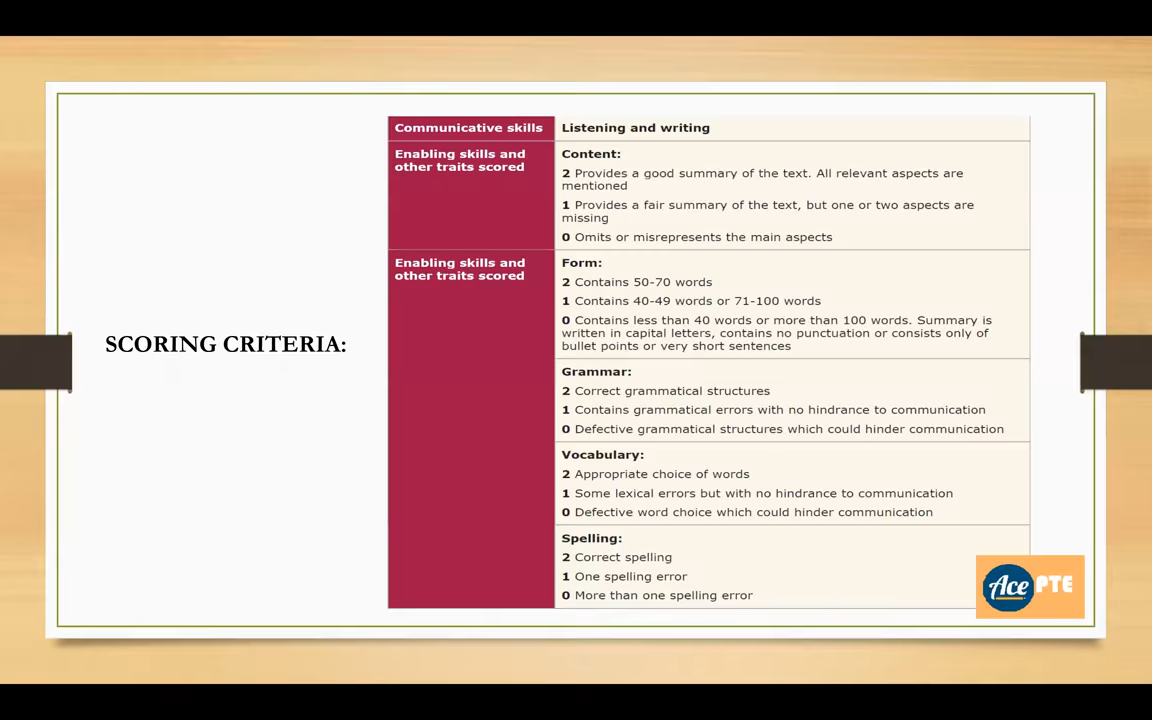 SCORING CRITERIA:
Communicative skills
Listening and writing
Enabling skills and
other traits scored
Content:
2 Provides a good summary of the text. All relevant aspects are
mentioned
1 Provides a fair summary of the text, but one or two aspects are
missing
0 Omits or misrepresents the main aspects
Enabling skills and
other traits scored
Form:
2 Contains 50-70 words
1 Contains 40-49 words or 71-100 words
0 Contains less than 40 words or more than 100 words. Summary is
written in capital letters, contains no punctuation or consists only of
bullet points or very short sentences
Grammar:
2 Correct grammatical structures
1 Contains grammatical errors with no hindrance to communication
0 Defective grammatical structures which could hinder communication
Vocabulary:
2 Appropriate choice of words
1 Some lexical errors but with no hindrance to communication
0 Defective word choice which could hinder communication
Spelling:
2 Correct spelling
1 One spelling error
0 More than one spelling error
Ace PTE